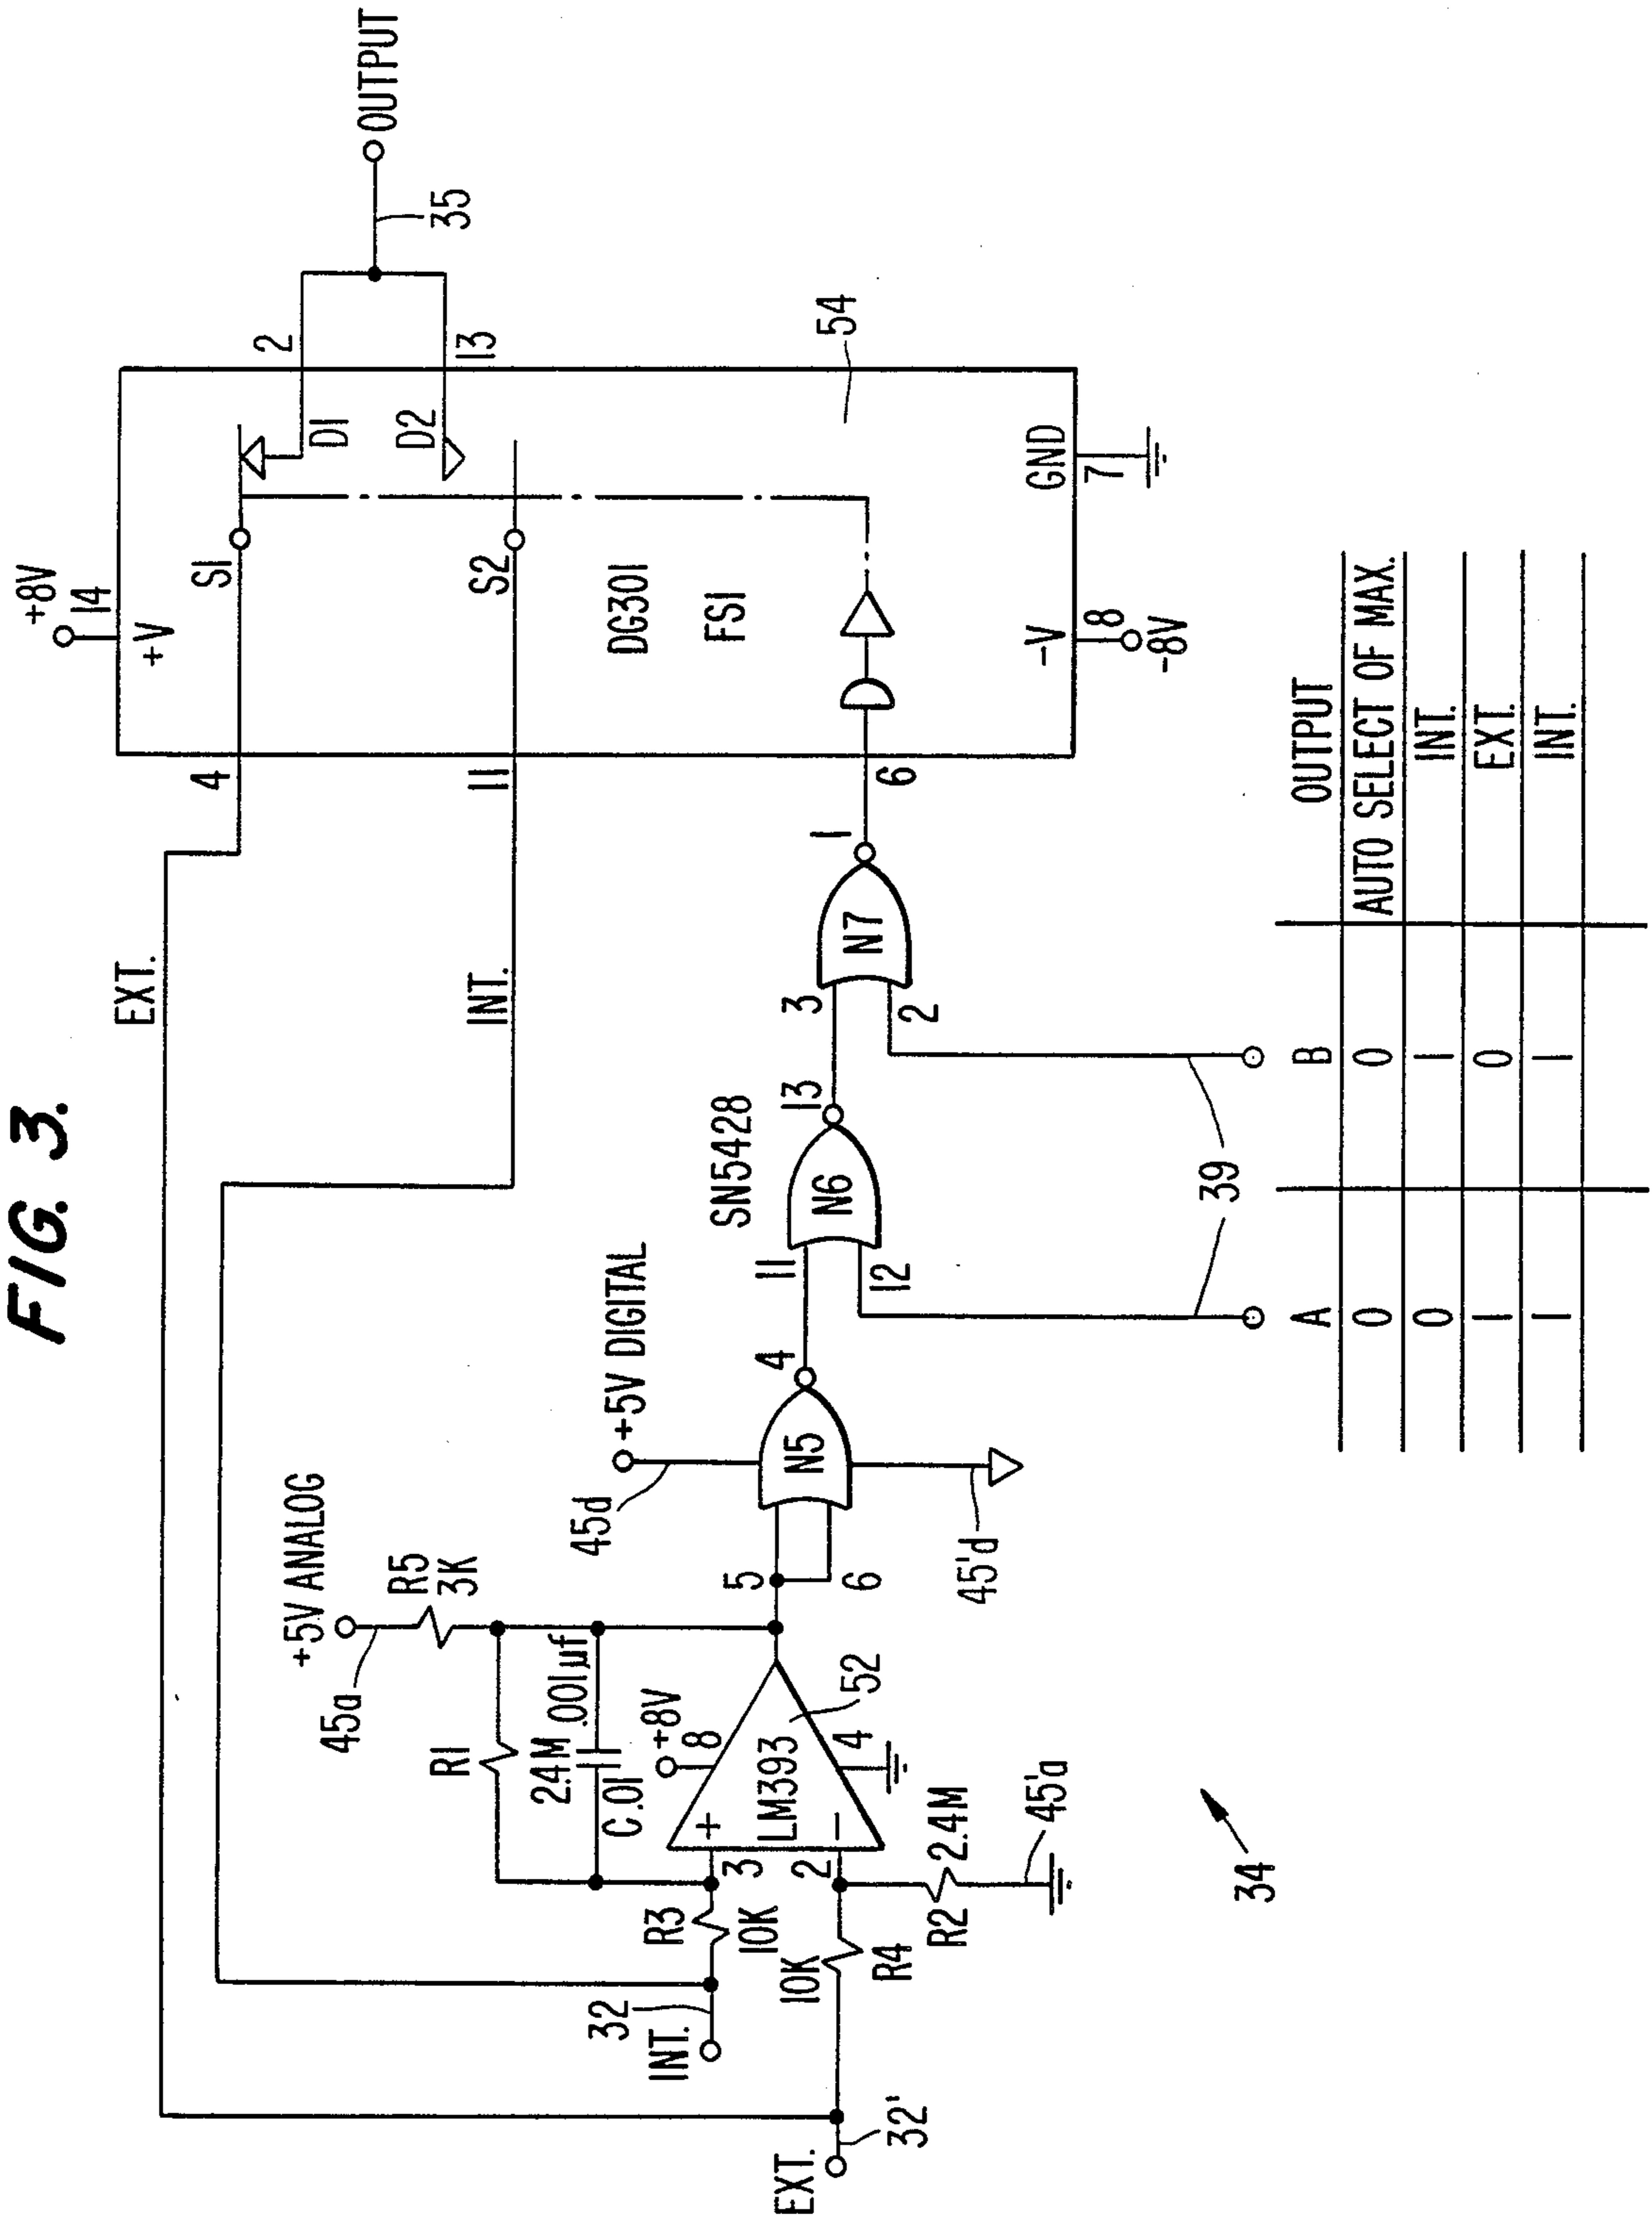 FIG. 3.
EXT.
INT.
+8V
14
+V
4
S1
11
S2
DG301
FS1
2
D1
D2
13
35
OUTPUT
54
6
-V
8
-8V
GND
7
+5V ANALOG
45a
R5
3K
R1
2.4M
.001µf
C.01
+8V
8
LM393
+
-
3
2
4
52
R3
10K
10K
R4
R2
2.4M
45'a
32
INT.
EXT.
32'
5
6
N5
4
+5V DIGITAL
45d
45'd
SN5428
11
12
N6
13
3
2
N7
1
39
34
A B OUTPUT
0 0 AUTO SELECT OF MAX.
0 1 INT.
1 0 EXT.
1 1 INT.